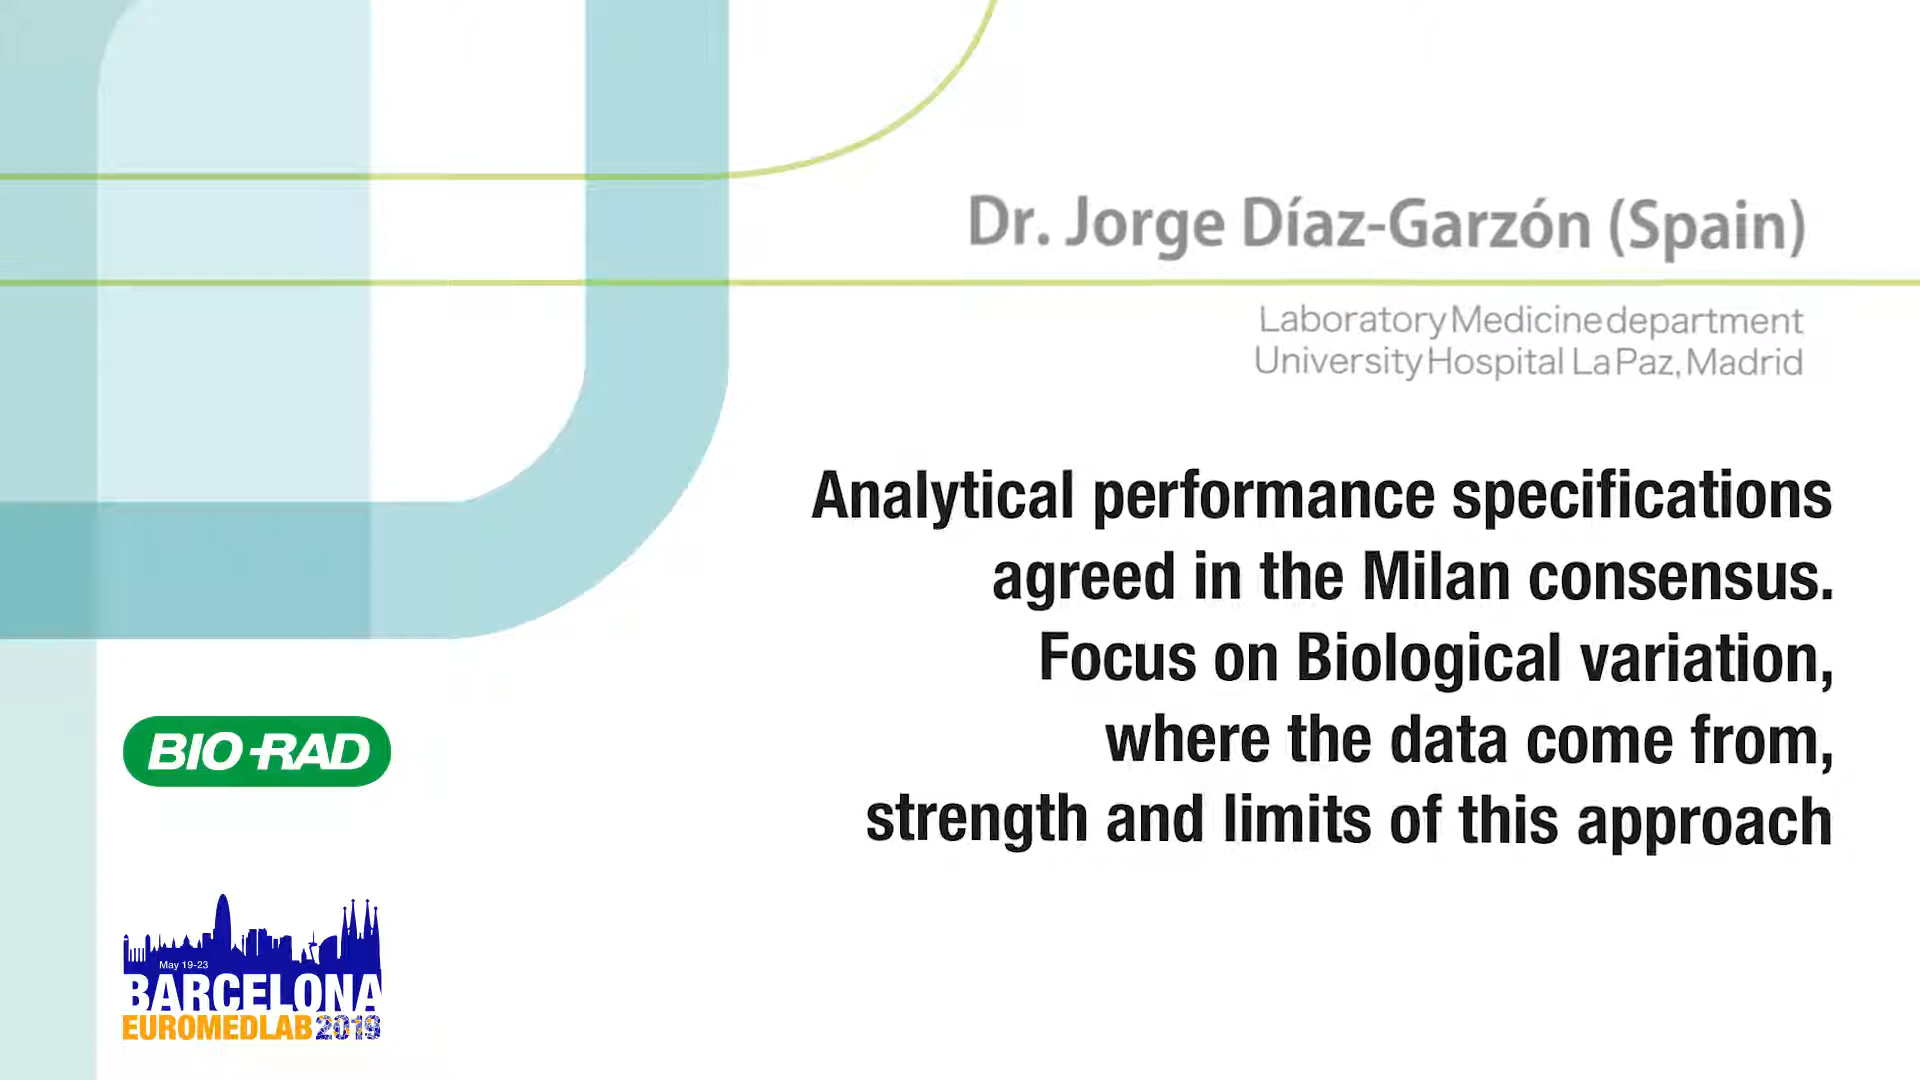 Dr. Jorge Díaz-Garzón (Spain)
Laboratory Medicine department
University Hospital La Paz, Madrid
Analytical performance specifications
agreed in the Milan consensus.
Focus on Biological variation,
where the data come from,
strength and limits of this approach
BIO-RAD
May 19-23
BARCELONA
EUROMEDLAB 2019